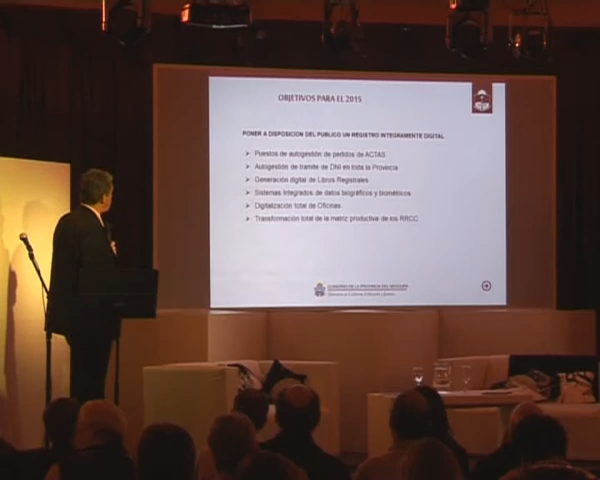 OBJETIVOS PARA EL 2015
PONER A DISPOSICION DEL PUBLICO UN REGISTRO INTEGRAMENTE DIGITAL
Puestos de autogestión de pedidos de ACTAS
Autogestión de tramite de DNI en toda la Provincia
Generación digital de Libros Registrales
Sistemas Integrados de datos biográficos y biométricos
Digitalización total de Oficinas
Transformación total de la matriz productiva de los RRCC
GOBIERNO DE LA PROVINCIA DEL NEUQUEN